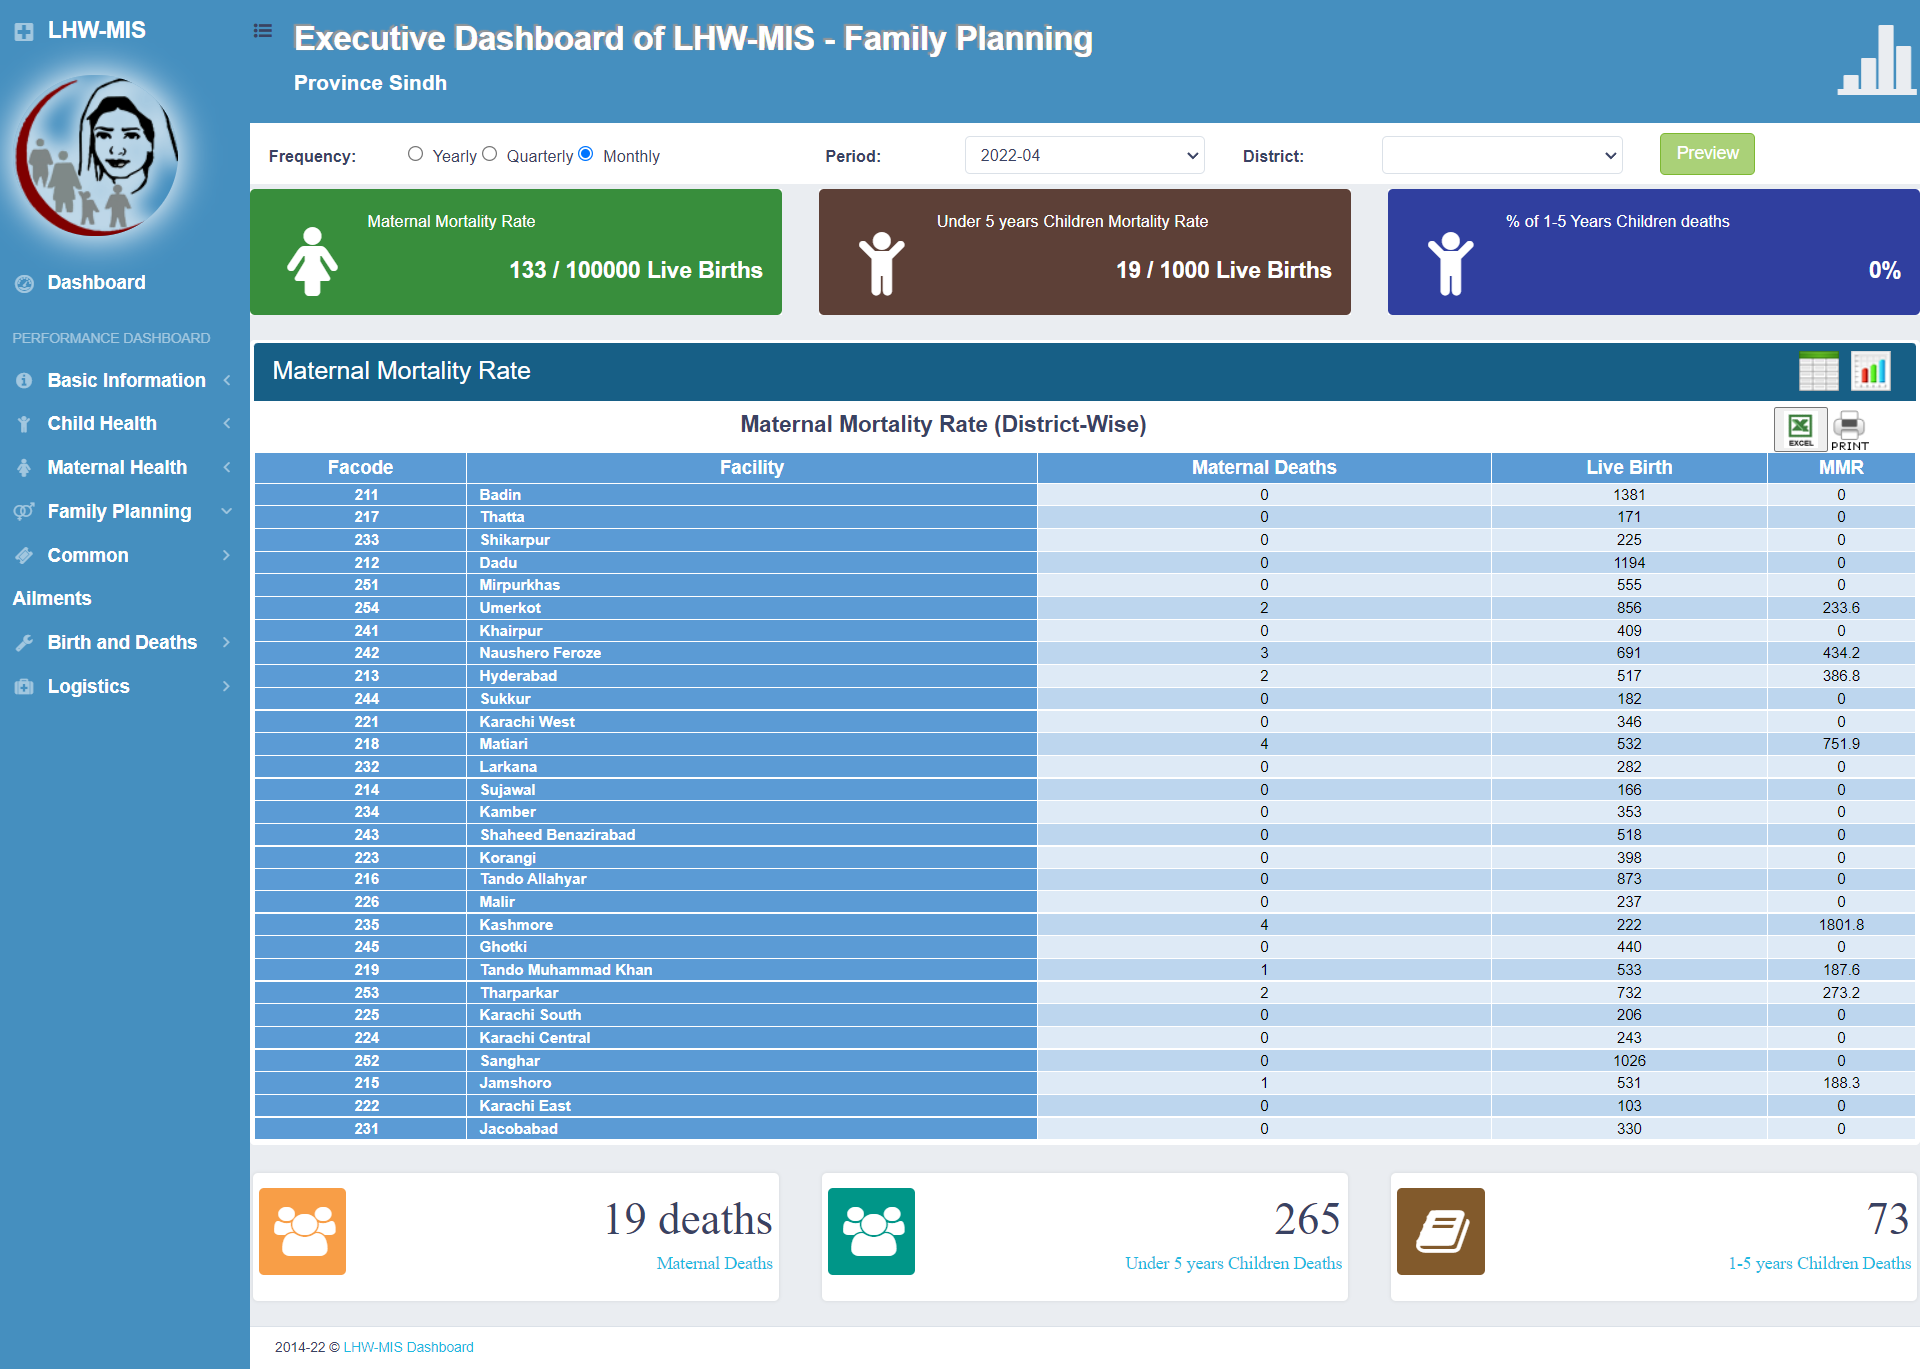 LHW-MIS
Executive Dashboard of LHW-MIS - Family Planning
Province Sindh
Dashboard
PERFORMANCE DASHBOARD
Basic Information
Child Health
Maternal Health
Family Planning
Common
Ailments
Birth and Deaths
Logistics
Frequency: Yearly Quarterly Monthly Period: 2022-04 District: Preview
Maternal Mortality Rate
133 / 100000 Live Births
Under 5 years Children Mortality Rate
19 / 1000 Live Births
% of 1-5 Years Children deaths
0%
Maternal Mortality Rate
Maternal Mortality Rate (District-Wise)
EXCEL PRINT
Facode Facility Maternal Deaths Live Birth MMR
211 Badin 0 1381 0
217 Thatta 0 171 0
233 Shikarpur 0 225 0
212 Dadu 0 1194 0
251 Mirpurkhas 0 555 0
254 Umerkot 2 856 233.6
241 Khairpur 0 409 0
242 Naushero Feroze 3 691 434.2
213 Hyderabad 2 517 386.8
244 Sukkur 0 182 0
221 Karachi West 0 346 0
218 Matiari 4 532 751.9
232 Larkana 0 282 0
214 Sujawal 0 166 0
234 Kamber 0 353 0
243 Shaheed Benazirabad 0 518 0
223 Korangi 0 398 0
216 Tando Allahyar 0 873 0
226 Malir 0 237 0
235 Kashmore 4 222 1801.8
245 Ghotki 0 440 0
219 Tando Muhammad Khan 1 533 187.6
253 Tharparkar 2 732 273.2
225 Karachi South 0 206 0
224 Karachi Central 0 243 0
252 Sanghar 0 1026 0
215 Jamshoro 1 531 188.3
222 Karachi East 0 103 0
231 Jacobabad 0 330 0
19 deaths
Maternal Deaths
265
Under 5 years Children Deaths
73
1-5 years Children Deaths
2014-22 © LHW-MIS Dashboard